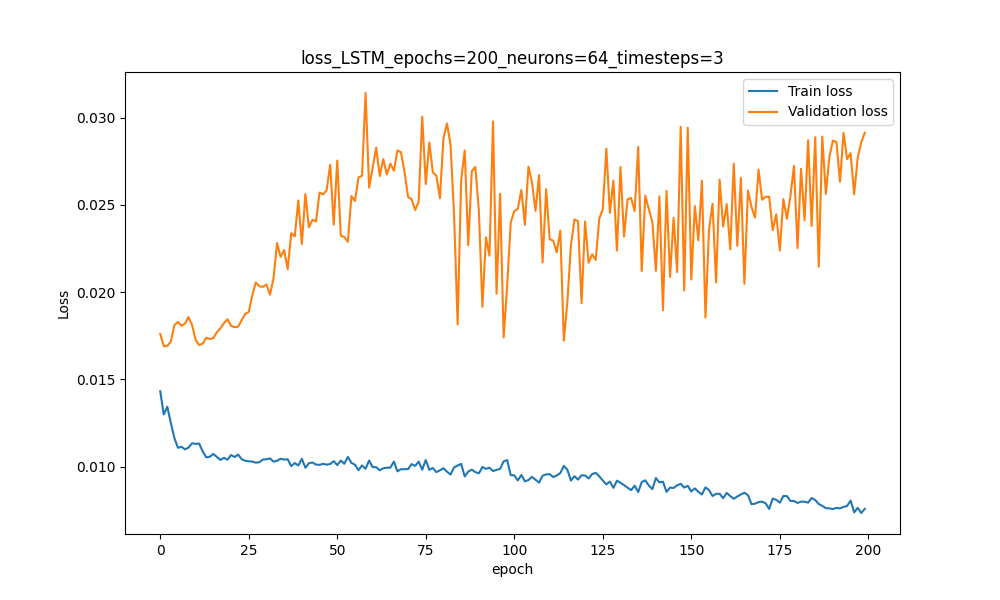 loss_LSTM_epochs=200_neurons=64_timesteps=3
Train loss
Validation loss
0.030
0.025
0.020
0.015
0.010
Loss
0 25 50 75 100 125 150 175 200
epoch